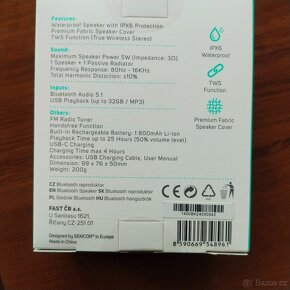 Features:
Waterproof Speaker with IPX6 Protection
Premium Fabric Speaker Cover
TWS Function (True Wireless Stereo)
Sound:
Maximum Speaker Power 5W (Impedance 3Ω)
1 Speaker + 1 Passive Radiator
Frequency Response: 80Hz - 16KHz
Total Harmonic Distortion: ≤10%
Inputs:
Bluetooth Audio 5.1
USB Playback (up to 32GB / MP3)
Others:
FM Radio Tuner
Handsfree Function
Built-in Rechargeable Battery: 1 800mAh Li-Ion
Playback Time up to 25 Hours (50% volume level)
USB-C Charging
Charging Time max 4 Hours
Accessories: USB Charging Cable, User Manual
Dimensions: 99 x 76 x 50mm
Weight: 200g
IPX6
Waterproof
TWS Function
Premium Fabric
Speaker Cover
CZ Bluetooth reproduktor
EN Bluetooth Speaker SK Bluetooth reproduktor
PL Głośnik Bluetooth HU Bluetooth hangszórók
FAST ČR a.s.
U Sanitasu 1621,
Říčany CZ-251 01
Designed by SENCOR® in Europe
Made in China
CE
8 590669 348961
bazos.cz